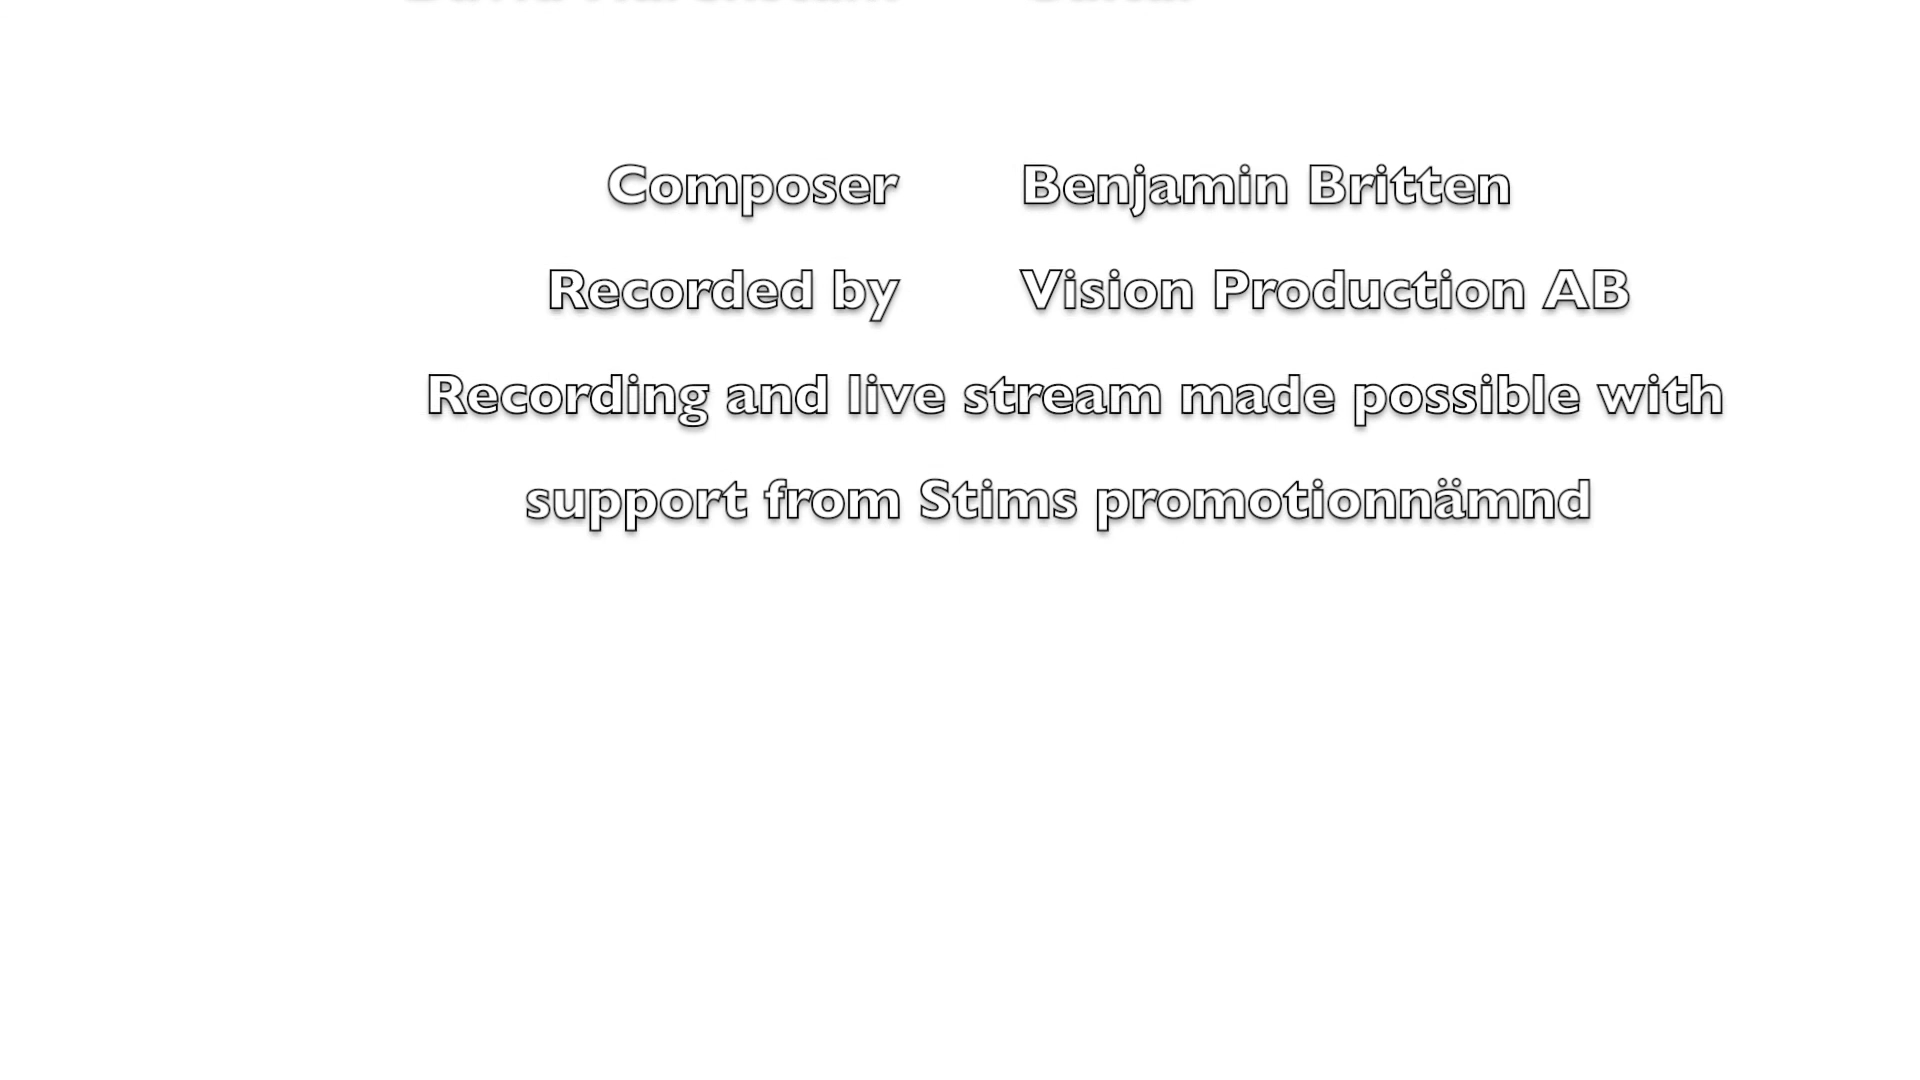 Composer Benjamin Britten
Recorded by Vision Production AB
Recording and live stream made possible with
support from Stims promotionnämnd